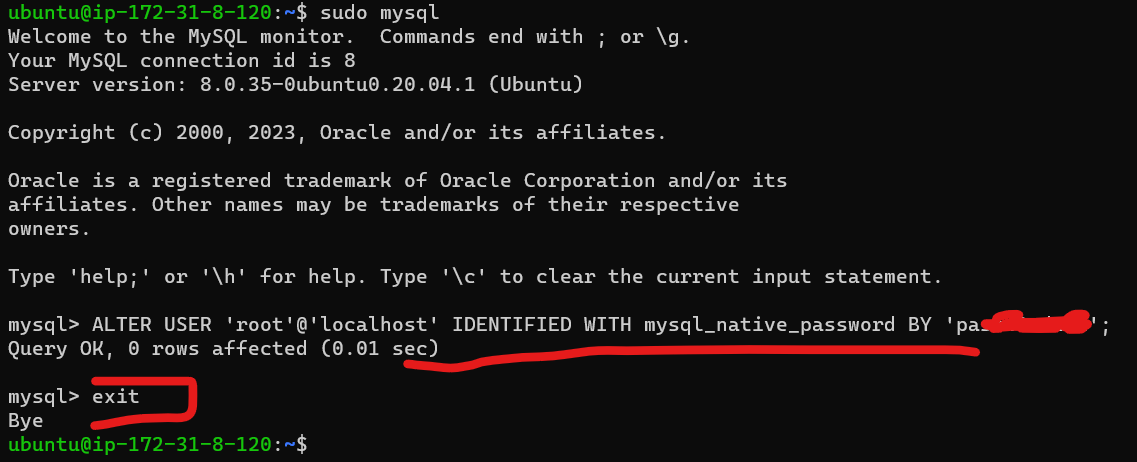 ubuntu@ip-172-31-8-120:~$ sudo mysql
Welcome to the MySQL monitor.  Commands end with ; or \g.
Your MySQL connection id is 8
Server version: 8.0.35-0ubuntu0.20.04.1 (Ubuntu)
Copyright (c) 2000, 2023, Oracle and/or its affiliates.
Oracle is a registered trademark of Oracle Corporation and/or its
affiliates. Other names may be trademarks of their respective
owners.
Type 'help;' or '\h' for help. Type '\c' to clear the current input statement.
mysql> ALTER USER 'root'@'localhost' IDENTIFIED WITH mysql_native_password BY ';
Query OK, 0 rows affected (0.01 sec)
mysql> exit
Bye
ubuntu@ip-172-31-8-120:~$